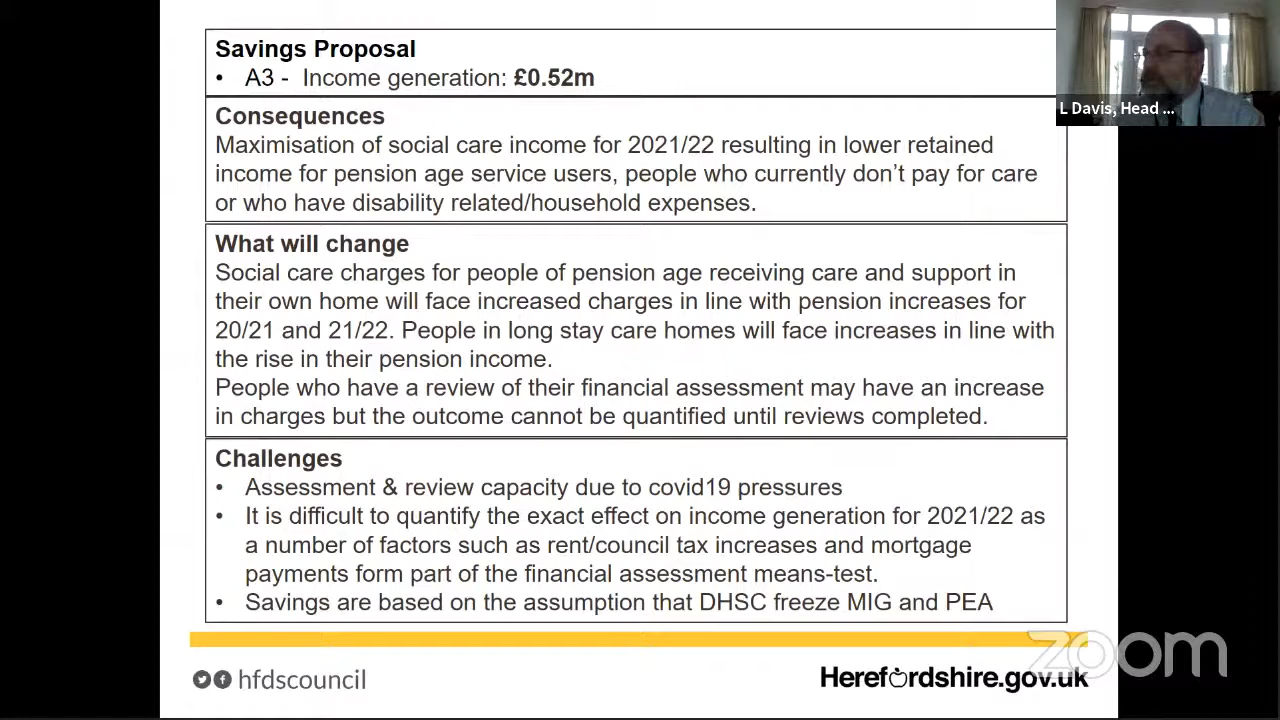 Savings Proposal
• A3 - Income generation: £0.52m
Consequences
Maximisation of social care income for 2021/22 resulting in lower retained
income for pension age service users, people who currently don't pay for care
or who have disability related/household expenses.
What will change
Social care charges for people of pension age receiving care and support in
their own home will face increased charges in line with pension increases for
20/21 and 21/22. People in long stay care homes will face increases in line with
the rise in their pension income.
People who have a review of their financial assessment may have an increase
in charges but the outcome cannot be quantified until reviews completed.
Challenges
• Assessment & review capacity due to covid19 pressures
• It is difficult to quantify the exact effect on income generation for 2021/22 as
a number of factors such as rent/council tax increases and mortgage
payments form part of the financial assessment means-test.
• Savings are based on the assumption that DHSC freeze MIG and PEA
L Davis, Head ...
hfdscouncil
Herefordshire.gov.uk
zoom